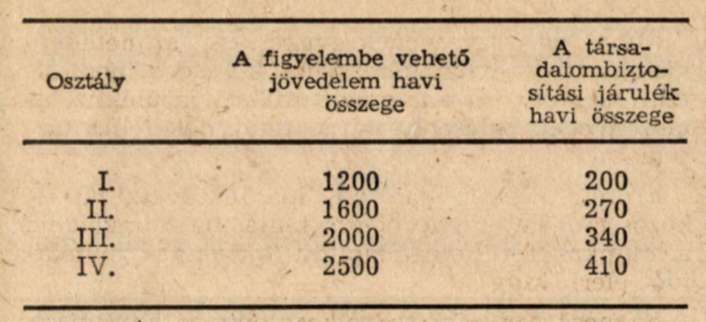 Osztály
A figyelembe vehető
jövedelem havi
összege
A társa-
dalombizto-
sítási járulék
havi összege
I. 1200 200
II. 1600 270
III. 2000 340
IV. 2500 410